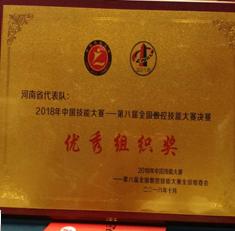 河南省代表队:
2018年中国技能大赛——第八届全国数控技能大赛决赛
优秀组织奖
2018年中国技能大赛
——第八届全国数控技能大赛全国组委会
二〇一八年十月